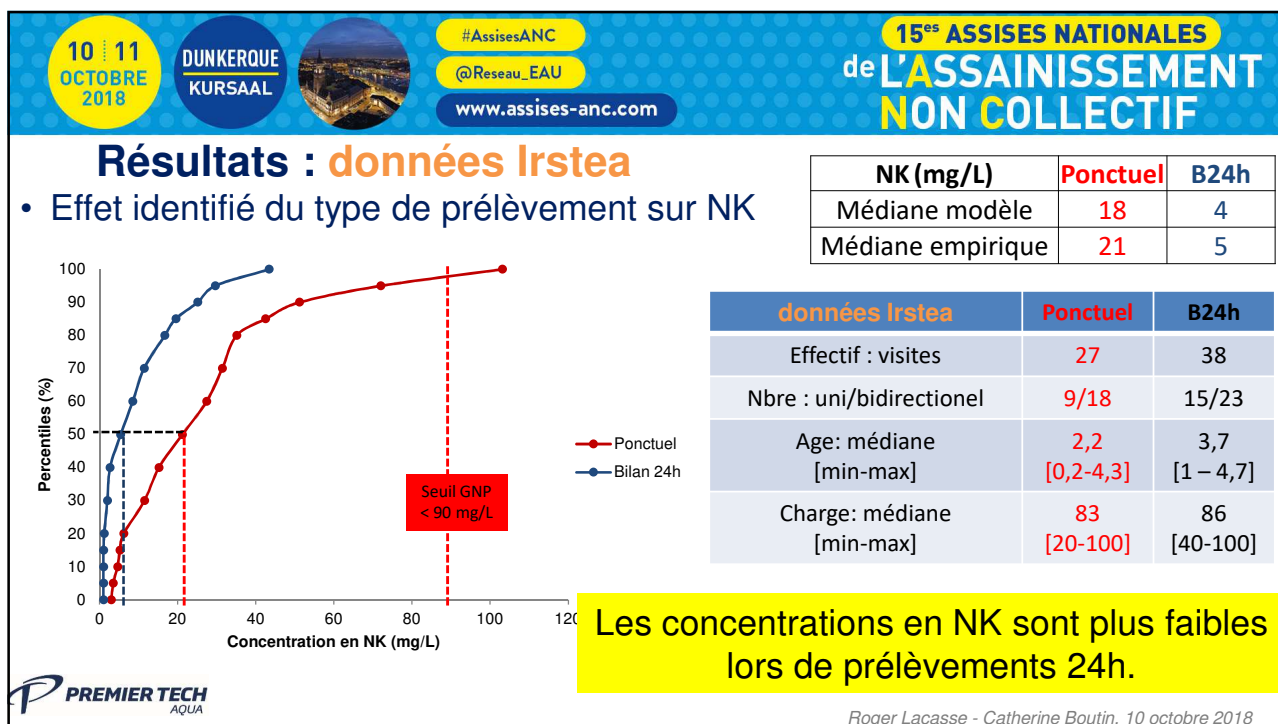 10 11
OCTOBRE
2018
DUNKERQUE
KURSAAL
#AssisesANC
@Reseau_EAU
www.assises-anc.com
15es ASSISES NATIONALES
de L'ASSAINISSEMENT
NON COLLECTIF
Résultats : données Irstea
• Effet identifié du type de prélèvement sur NK
NK (mg/L) Ponctuel B24h
Médiane modèle 18 4
Médiane empirique 21 5
100
90
80
70
60
50
40
30
20
10
0
Percentiles (%)
0 20 40 60 80 100 120
Concentration en NK (mg/L)
Ponctuel
Bilan 24h
Seuil GNP
< 90 mg/L
données Irstea Ponctuel B24h
Effectif : visites 27 38
Nbre : uni/bidirectionel 9/18 15/23
Age: médiane 2,2 3,7
[min-max] [0,2-4,3] [1 – 4,7]
Charge: médiane 83 86
[min-max] [20-100] [40-100]
Les concentrations en NK sont plus faibles
lors de prélèvements 24h.
PREMIER TECH
AQUA
Roger Lacasse - Catherine Boutin, 10 octobre 2018